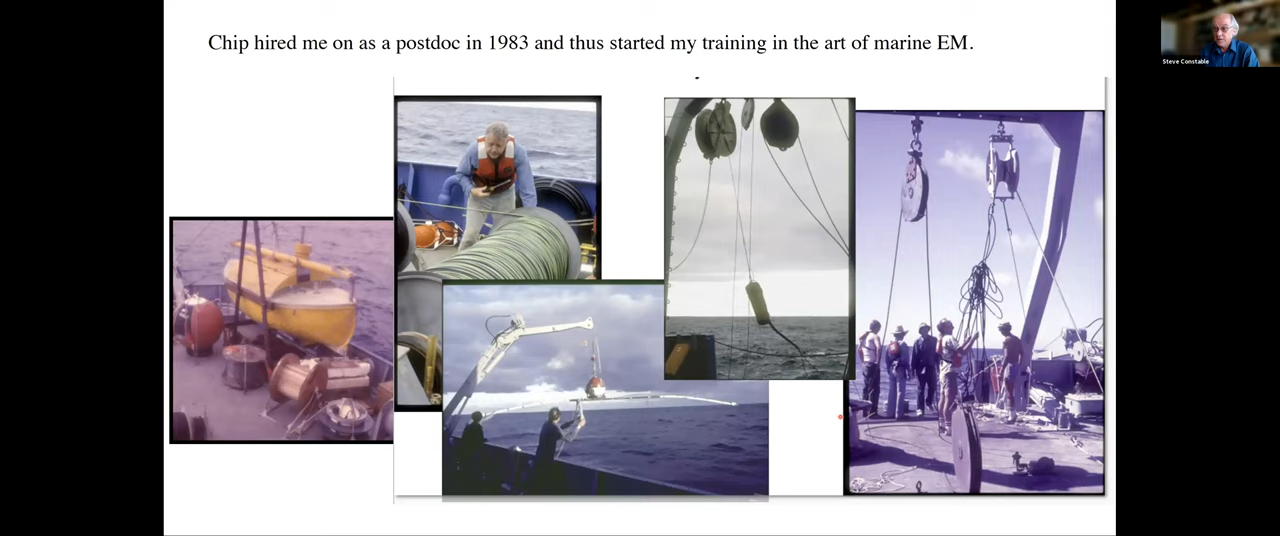 Chip hired me on as a postdoc in 1983 and thus started my training in the art of marine EM.
Steve Constable